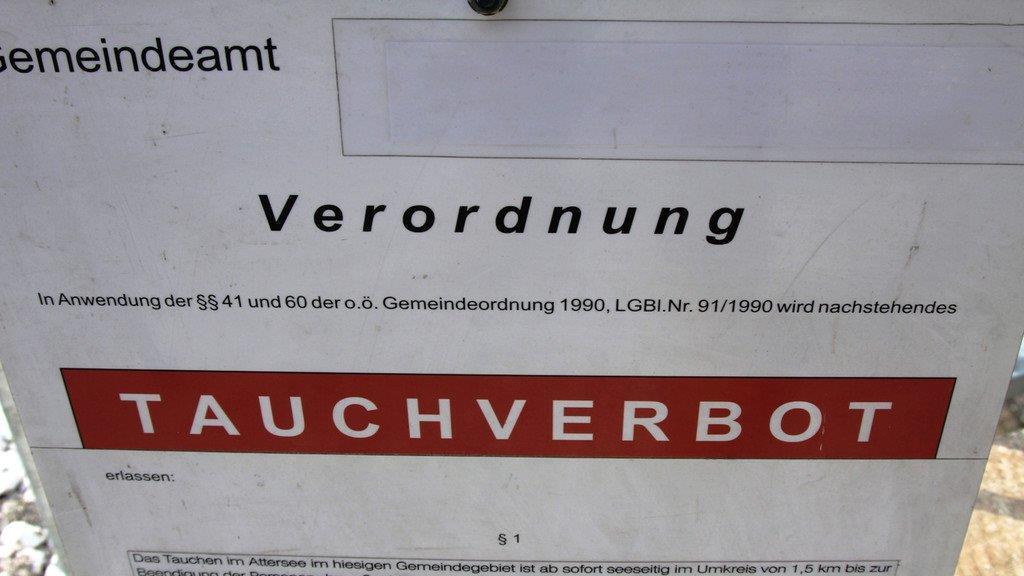 Gemeindeamt
Verordnung
In Anwendung der §§ 41 und 60 der o.ö. Gemeindeordnung 1990, LGBl.Nr. 91/1990 wird nachstehendes
TAUCHVERBOT
erlassen:
§ 1
Das Tauchen im Attersee im hiesigen Gemeindegebiet ist ab sofort seeseitig im Umkreis von 1,5 km bis zur
Beendigung der